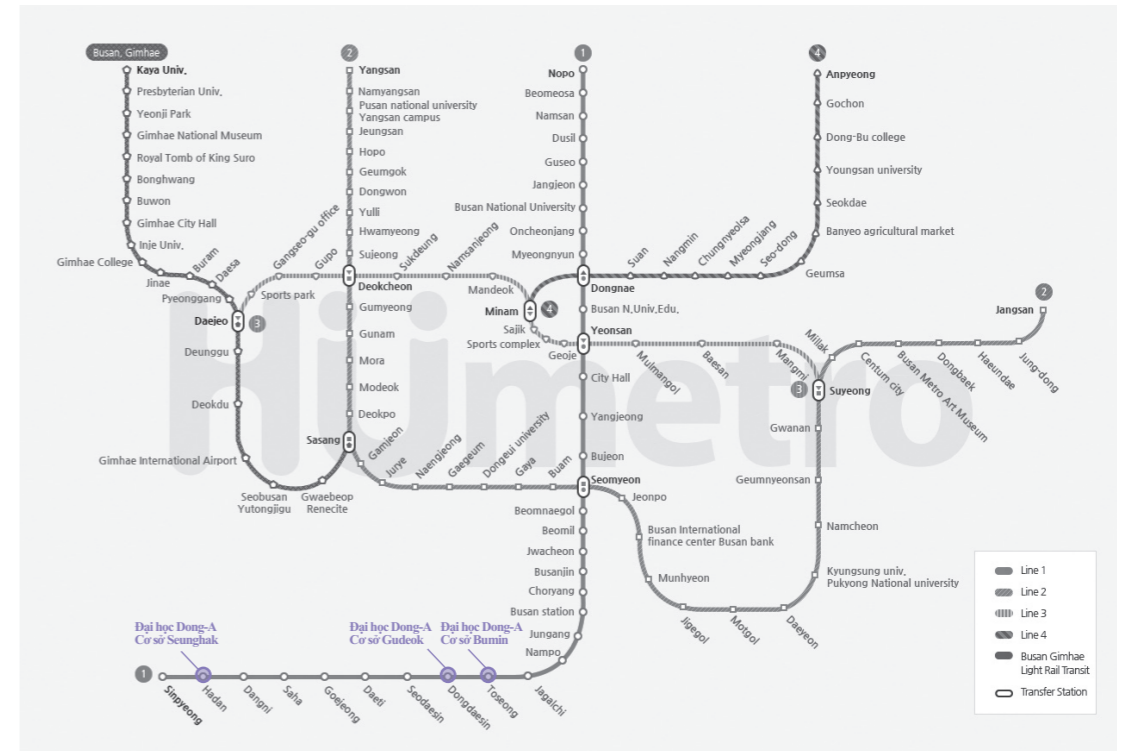 Busan, Gimhae
Kaya Univ.
Presbyterian Univ.
Yeonji Park
Gimhae National Museum
Royal Tomb of King Suro
Bonghwang
Buwon
Gimhae City Hall
Inje Univ.
Gimhae College
Jinae
Buram
Daesa
Pyeonggang
Daejeo
3
Deunggu
Deokdu
Gimhae International Airport
Seobusan
Yutongjigu
Gwaebeop
Renecite
2
Yangsan
Namyangsan
Pusan national university
Yangsan campus
Jeungsan
Hopo
Geumgok
Dongwon
Yulli
Hwamyeong
Sujeong
Deokcheon
Gumyeong
Gunam
Mora
Modeok
Deokpo
Sasang
Gamjeon
Jurye
Naengjeong
Gaegeum
Dongeui university
Gaya
Buam
Gangseo-gu office
Sports park
Gupo
Sukdeung
Namsanjeong
Mandeok
Minam
4
Sajik
Sports complex
Geoje
1
Nopo
Beomeosa
Namsan
Dusil
Guseo
Jangjeon
Busan National University
Oncheonjang
Myeongnyun
Dongnae
Busan N.Univ.Edu.
Yeonsan
City Hall
Yangjeong
Bujeon
Seomyeon
Beomnaegol
Beomil
Jwacheon
Busanjin
Choryang
Busan station
Jungang
Nampo
Jagalchi
4
Anpyeong
Gochon
Dong-Bu college
Youngsan university
Seokdae
Banyeo agricultural market
Geumsa
Seo-dong
Myeongjang
Chungnyeolsa
Nangmin
Suan
Mulmangol
Baesan
Mangmi
3
Suyeong
Millak
Centum city
Busan Metro Art Museum
Dongbaek
Haeundae
Jung-dong
Jangsan
2
Gwanan
Geumnyeonsan
Namcheon
Kyungsung univ.
Pukyong National university
Daeyeon
Motgol
Jigegol
Munhyeon
Busan International
finance center Busan bank
Jeonpo
Humetro
Đại học Dong-A
Cơ sở Seunghak
Đại học Dong-A
Cơ sở Gudeok
Đại học Dong-A
Cơ sở Bumin
1
Sinpyeong
Hadan
Dangni
Saha
Goejeong
Daeti
Seodaesin
Dongdaesin
Toseong
Line 1
Line 2
Line 3
Line 4
Busan Gimhae
Light Rail Transit
Transfer Station